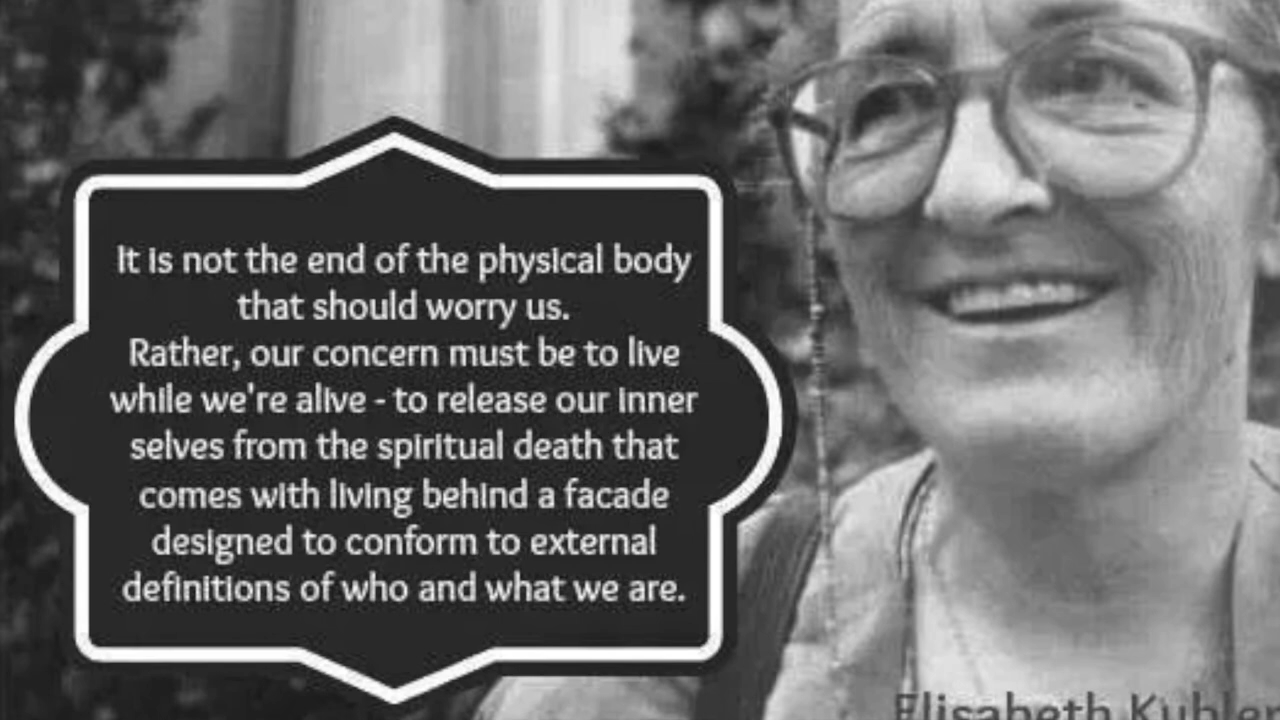 It is not the end of the physical body
that should worry us.
Rather, our concern must be to live
while we're alive - to release our inner
selves from the spiritual death that
comes with living behind a facade
designed to conform to external
definitions of who and what we are.
Elisabeth Kubler